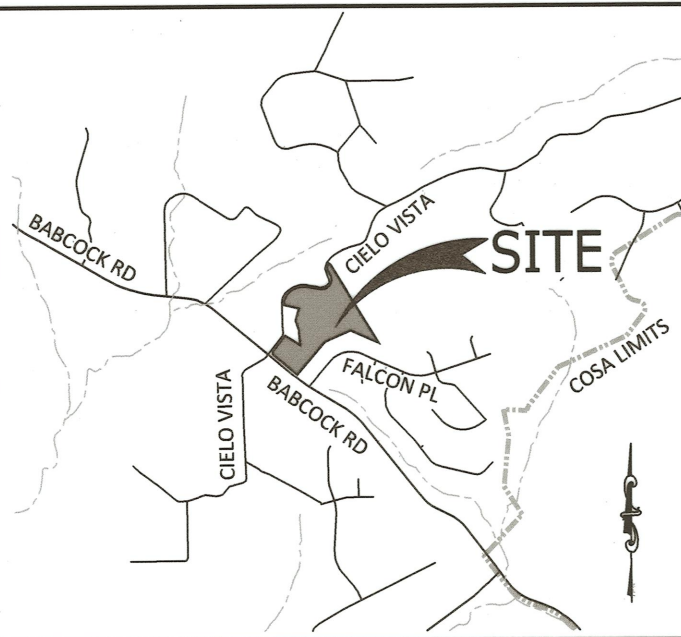 CIELO VISTA
BABCOCK RD
SITE
COSA LIMITS
FALCON PL
CIELO VISTA
BABCOCK RD